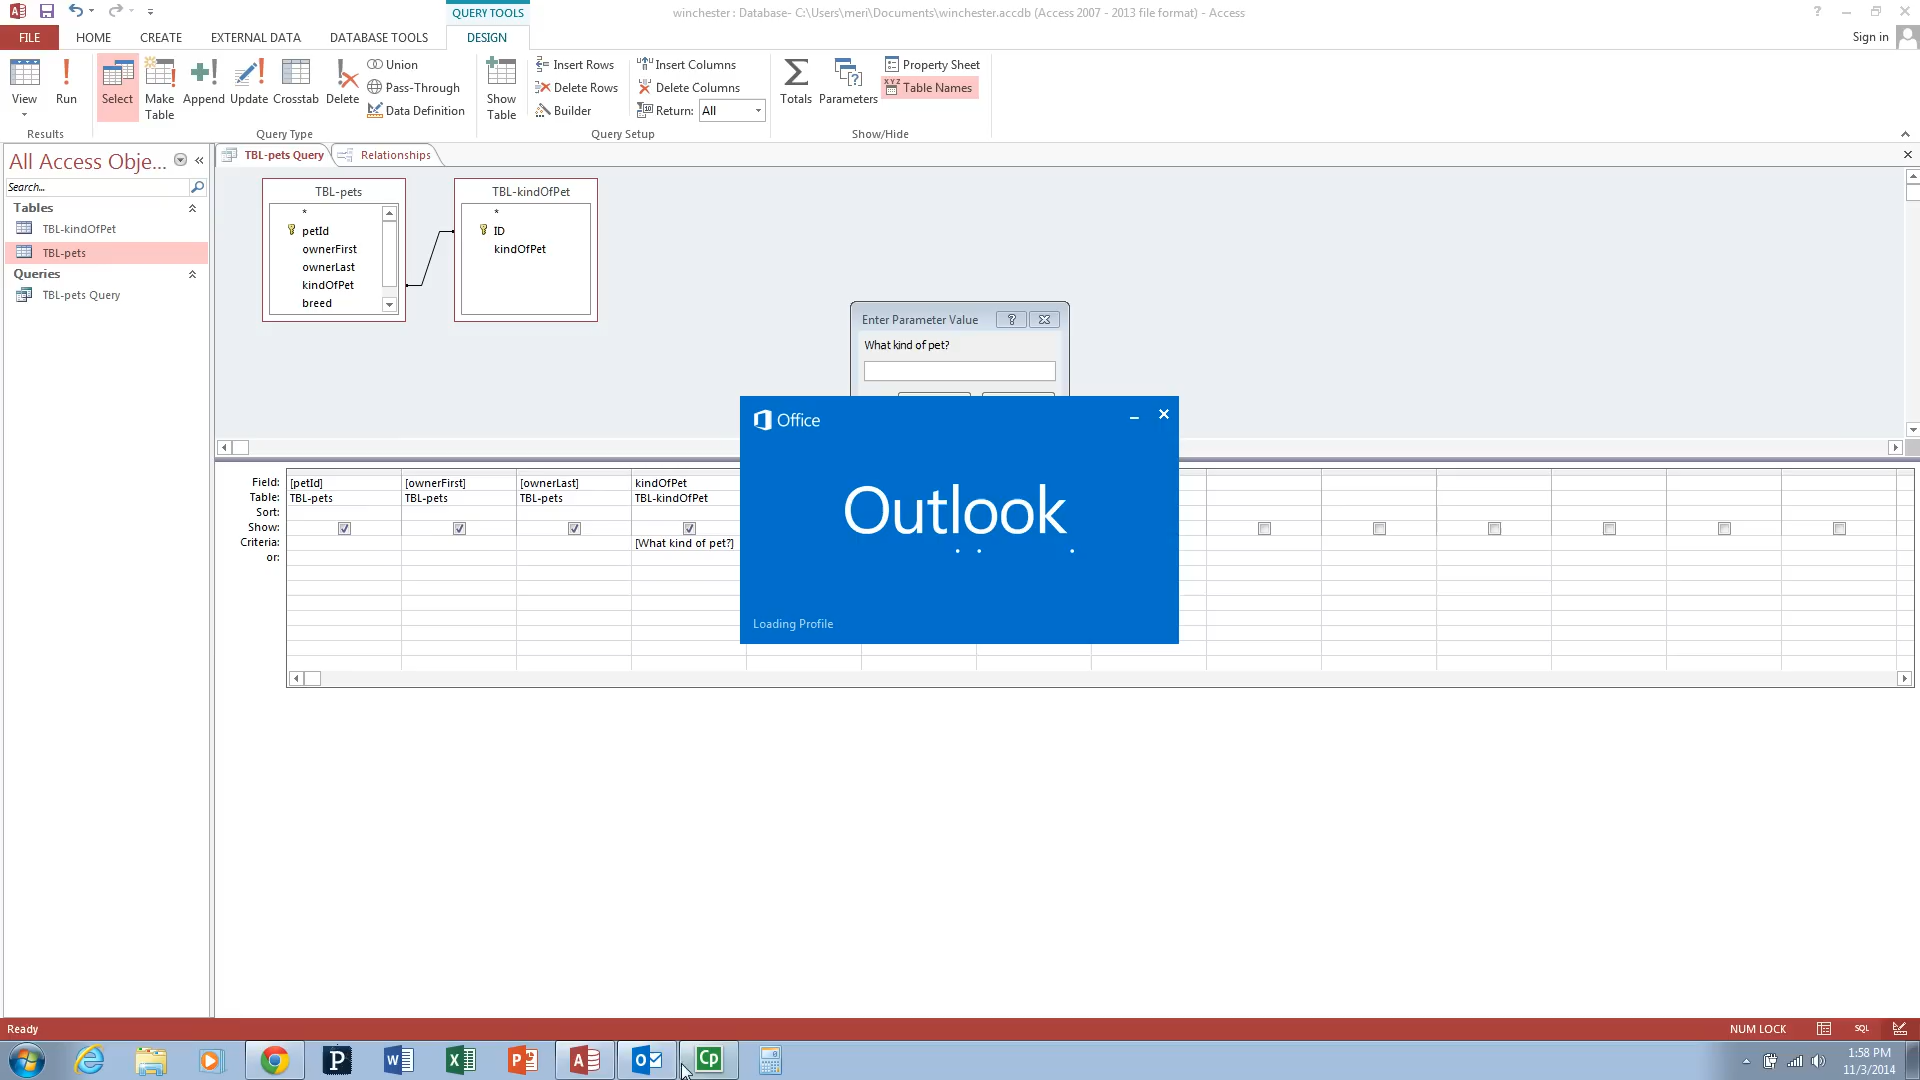 QUERY TOOLS
winchester : Database- C:\Users\meri\Documents\winchester.accdb (Access 2007 - 2013 file format) - Access
?
FILE HOME CREATE EXTERNAL DATA DATABASE TOOLS DESIGN
Sign in
View
Run
Results
Select
Make Table
Append
Update
Crosstab
Delete
Union
Pass-Through
Data Definition
Query Type
Show Table
Insert Rows
Delete Rows
Builder
Insert Columns
Delete Columns
Return: All
Query Setup
Totals
Parameters
Property Sheet
XYZ Table Names
Show/Hide
All Access Obje...
Search...
Tables
TBL-kindOfPet
TBL-pets
Queries
TBL-pets Query
TBL-pets Query
Relationships
TBL-pets
*
petId
ownerFirst
ownerLast
kindOfPet
breed
TBL-kindOfPet
*
ID
kindOfPet
Enter Parameter Value
?
What kind of pet?
Office
Outlook
Loading Profile
Field: [petId] [ownerFirst] [ownerLast] kindOfPet
Table: TBL-pets TBL-pets TBL-pets TBL-kindOfPet
Sort:
Show:
Criteria: [What kind of pet?]
or:
Ready
NUM LOCK
SQL
Cp
1:58 PM
11/3/2014